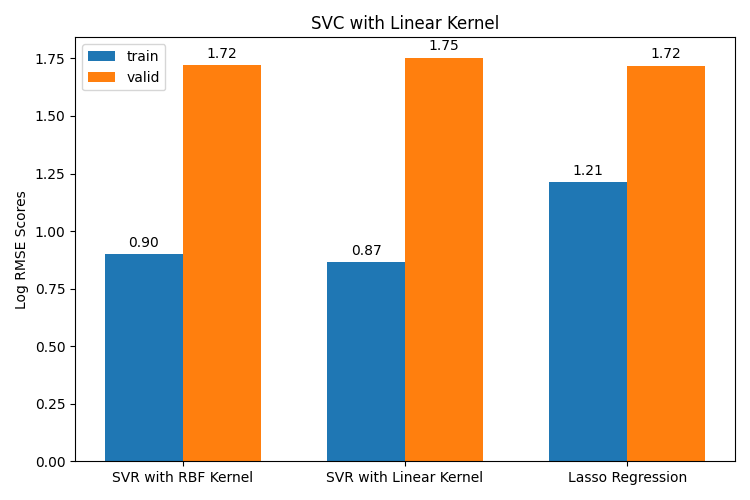 SVC with Linear Kernel
train
valid
1.72
1.75
1.72
0.90
0.87
1.21
Log RMSE Scores
1.75
1.50
1.25
1.00
0.75
0.50
0.25
0.00
SVR with RBF Kernel
SVR with Linear Kernel
Lasso Regression